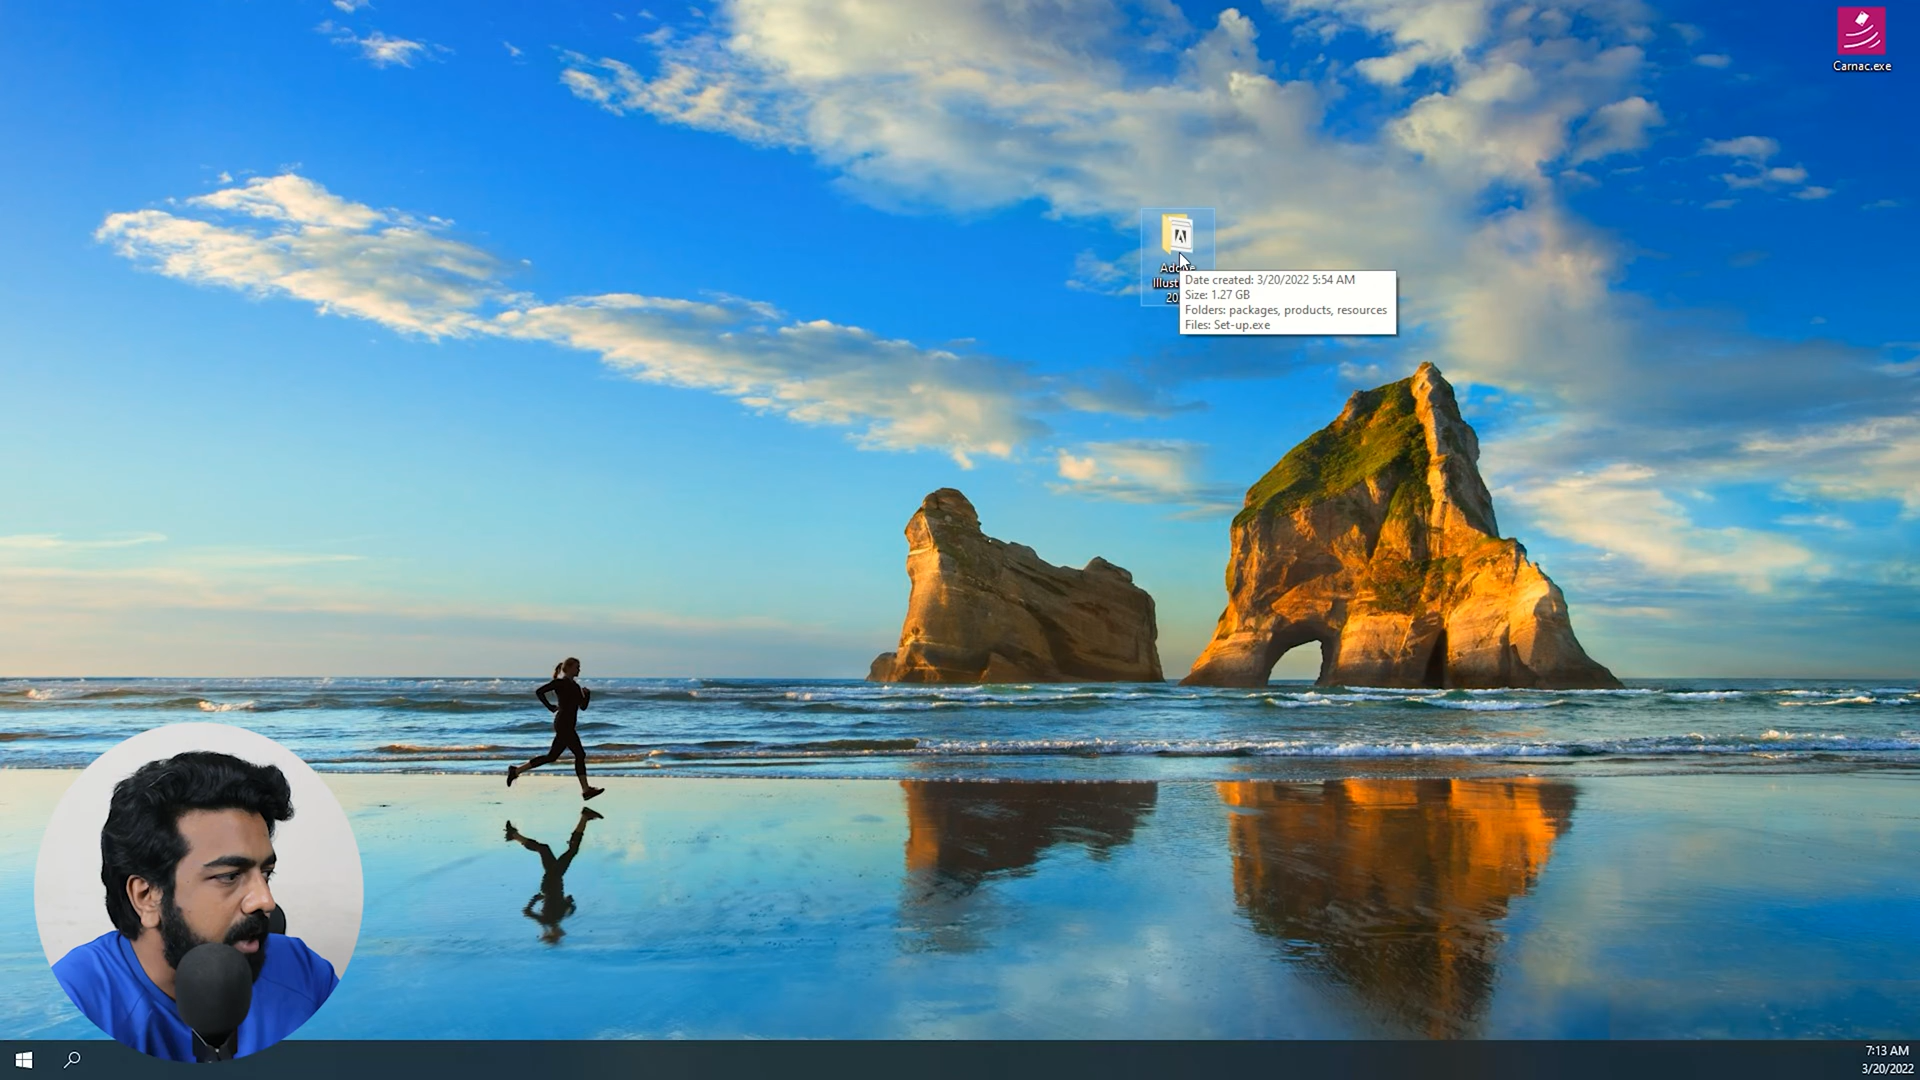 Carnac.exe
Date created: 3/20/2022 5:54 AM
Size: 1.27 GB
Folders: packages, products, resources
Files: Set-up.exe
7:13 AM
3/20/2022